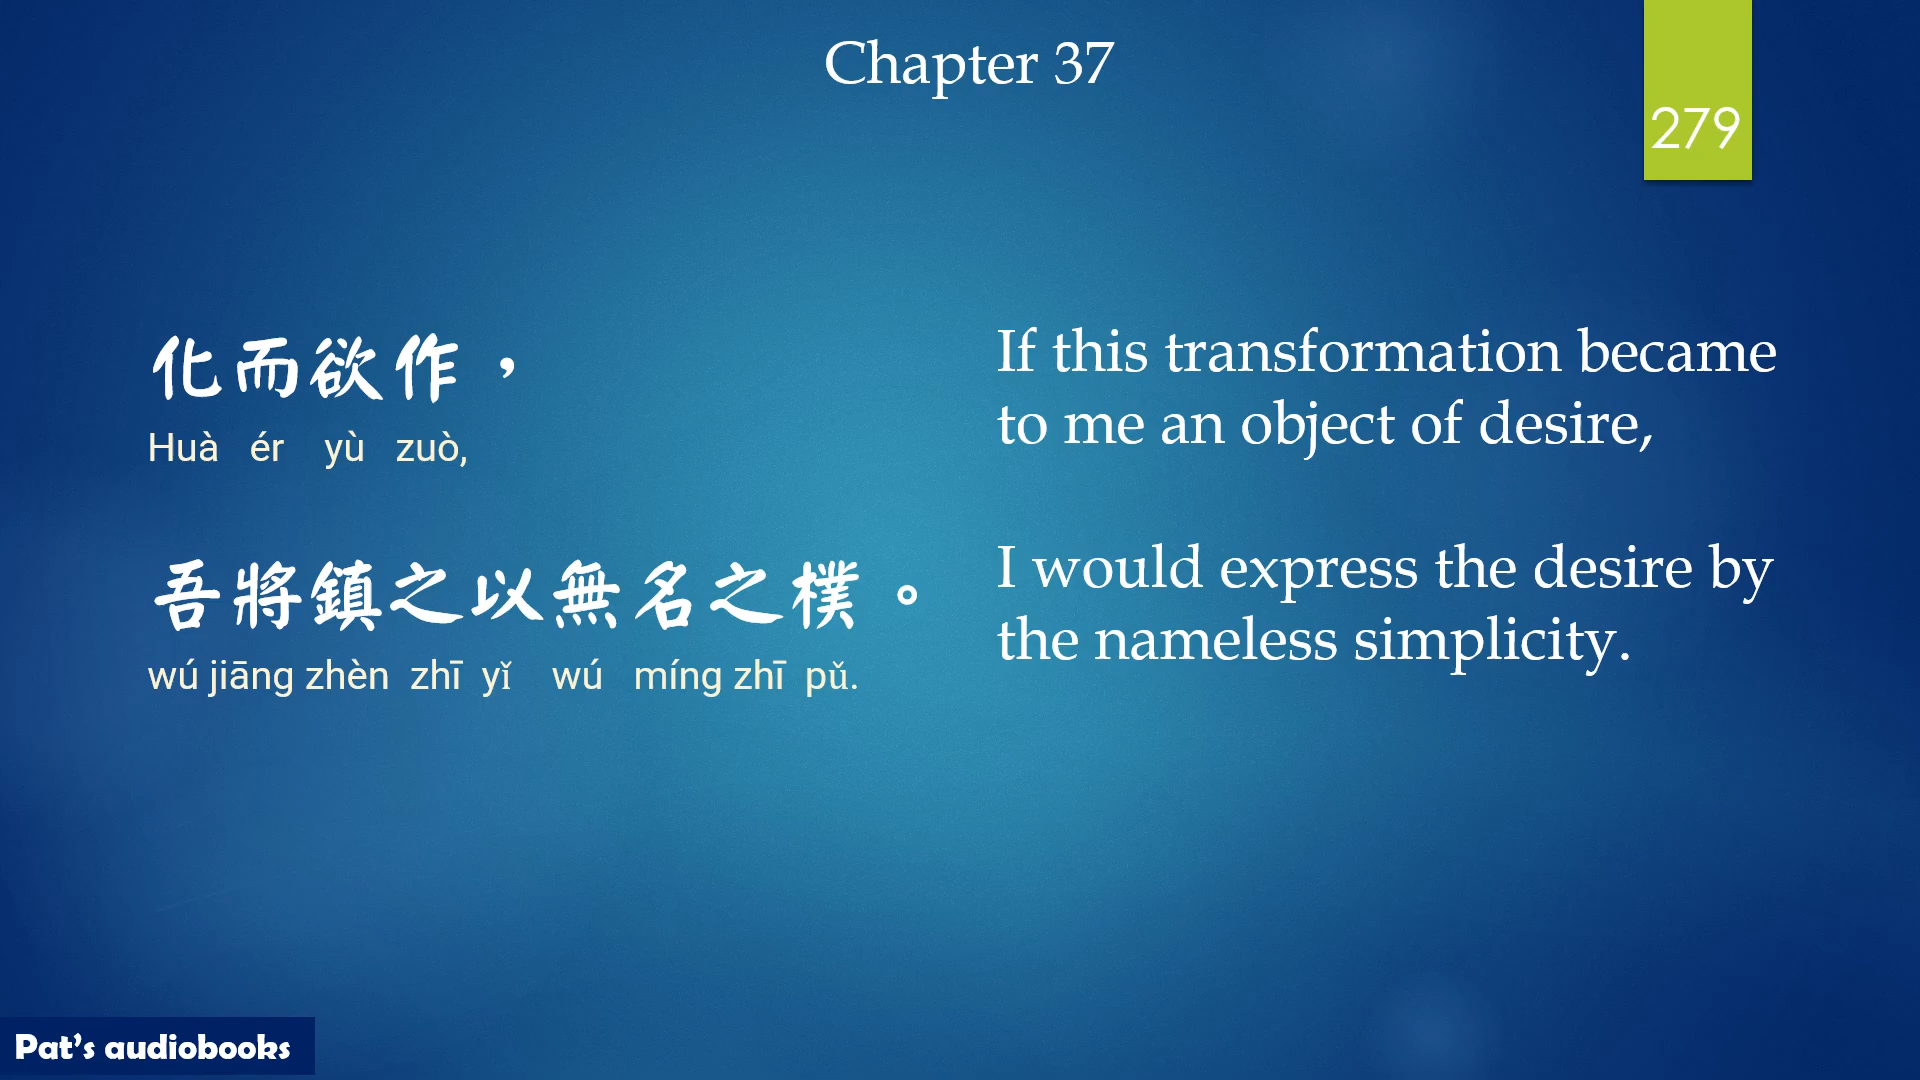 Chapter 37
279
化而欲作，
Huà ér yù zuò,
吾將鎮之以無名之樸。
wú jiāng zhèn zhī yǐ wú míng zhī pǔ.
If this transformation became
to me an object of desire,
I would express the desire by
the nameless simplicity.
Pat's audiobooks